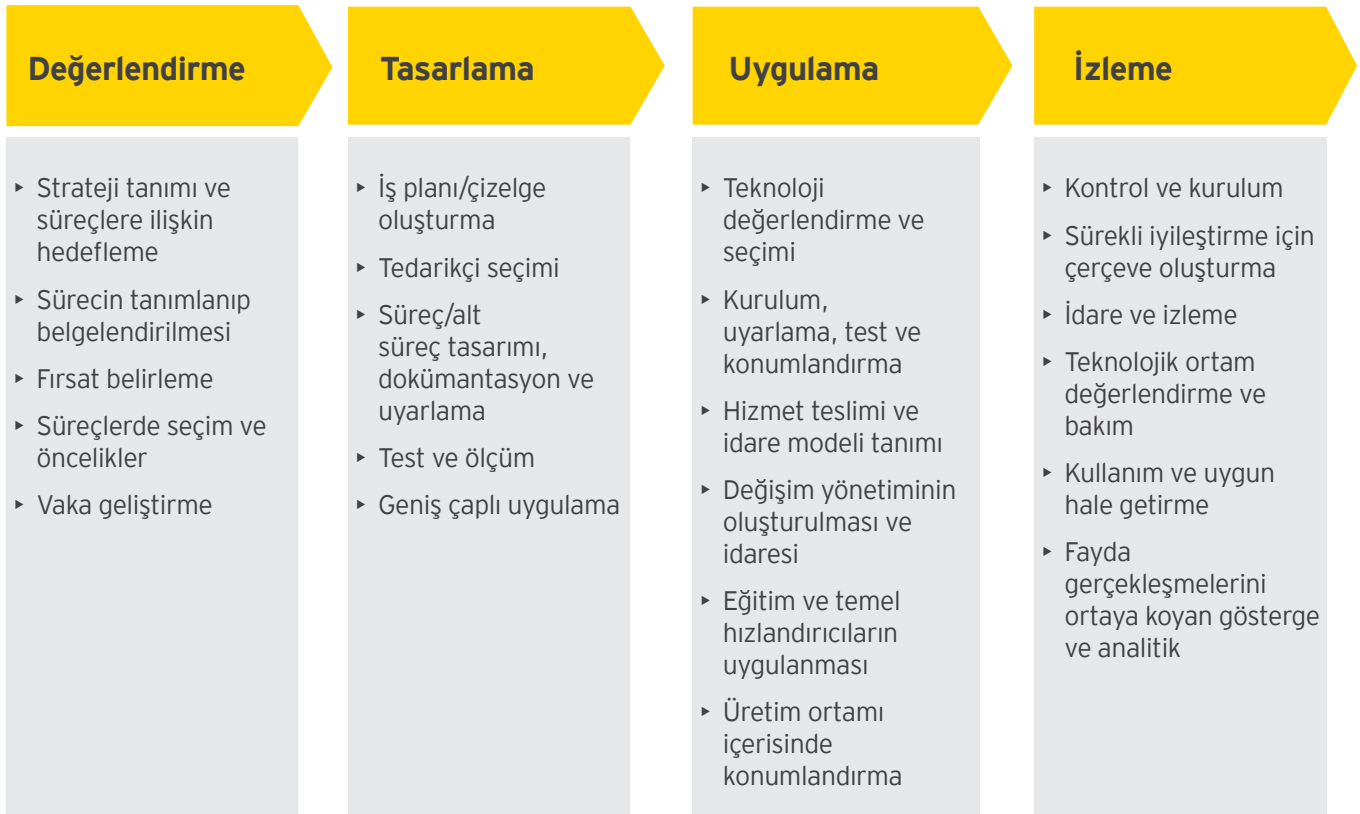 Değerlendirme
‣ Strateji tanımı ve
süreçlere ilişkin
hedefleme
‣ Sürecin tanımlanıp
belgelendirilmesi
‣ Fırsat belirleme
‣ Süreçlerde seçim ve
öncelikler
‣ Vaka geliştirme
Tasarlama
‣ İş planı/çizelge
oluşturma
‣ Tedarikçi seçimi
‣ Süreç/alt
süreç tasarımı,
dokümantasyon ve
uyarlama
‣ Test ve ölçüm
‣ Geniş çaplı uygulama
Uygulama
‣ Teknoloji
değerlendirme ve
seçimi
‣ Kurulum,
uyarlama, test ve
konumlandırma
‣ Hizmet teslimi ve
idare modeli tanımı
‣ Değişim yönetiminin
oluşturulması ve
idaresi
‣ Eğitim ve temel
hızlandırıcıların
uygulanması
‣ Üretim ortamı
içerisinde
konumlandırma
İzleme
‣ Kontrol ve kurulum
‣ Sürekli iyileştirme için
çerçeve oluşturma
‣ İdare ve izleme
‣ Teknolojik ortam
değerlendirme ve
bakım
‣ Kullanım ve uygun
hale getirme
‣ Fayda
gerçekleşmelerini
ortaya koyan gösterge
ve analitik